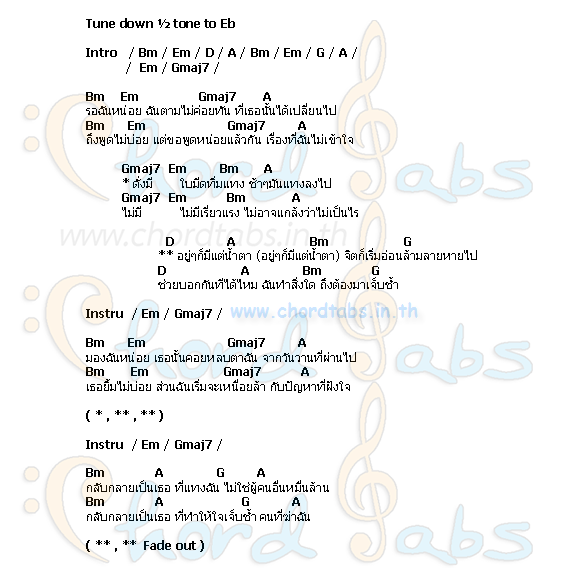 Tune down ½ tone to Eb
Intro / Bm / Em / D / A / Bm / Em / G / A /
/ Em / Gmaj7 /
Bm Em Gmaj7 A
รอฉันหน่อย ฉันตามไม่ค่อยทัน ที่เธอนั้นได้เปลี่ยนไป
Bm Em Gmaj7 A
ถึงพูดไม่บ่อย แต่ขอพูดหน่อยแล้วกัน เรื่องที่ฉันไม่เข้าใจ
Gmaj7 Em Bm A
* ดั่งมี ใบมีดทิ่มแทง ซ้ำๆมันแทงลงไป
Gmaj7 Em Bm A
ไม่มี ไม่มีเรี่ยวแรง ไม่อาจแกล้งว่าไม่เป็นไร
www.chordtabs.in.th
D A Bm G
** อยู่ๆก็มีแต่น้ำตา (อยู่ๆก็มีแต่น้ำตา) จิตก็เริ่มอ่อนล้ามลายหายไป
D A Bm G
ช่วยบอกกันทีได้ไหม ฉันทำสิ่งใด ถึงต้องมาเจ็บช้ำ
Instru / Em / Gmaj7 /
www.chordtabs.in.th
Bm Em Gmaj7 A
มองฉันหน่อย เธอนั้นคอยหลบตาฉัน จากวันวานที่ผ่านไป
Bm Em Gmaj7 A
เธอยิ้มไม่บ่อย ส่วนฉันเริ่มจะเหนื่อยล้า กับปัญหาที่ฝังใจ
( * , ** , ** )
Instru / Em / Gmaj7 /
Bm A G A
กลับกลายเป็นเธอ ที่แทงฉัน ไม่ใช่ผู้คนอื่นหมื่นล้าน
Bm A G A
กลับกลายเป็นเธอ ที่ทำให้ใจเจ็บช้ำ คนที่ฆ่าฉัน
( ** , ** Fade out )